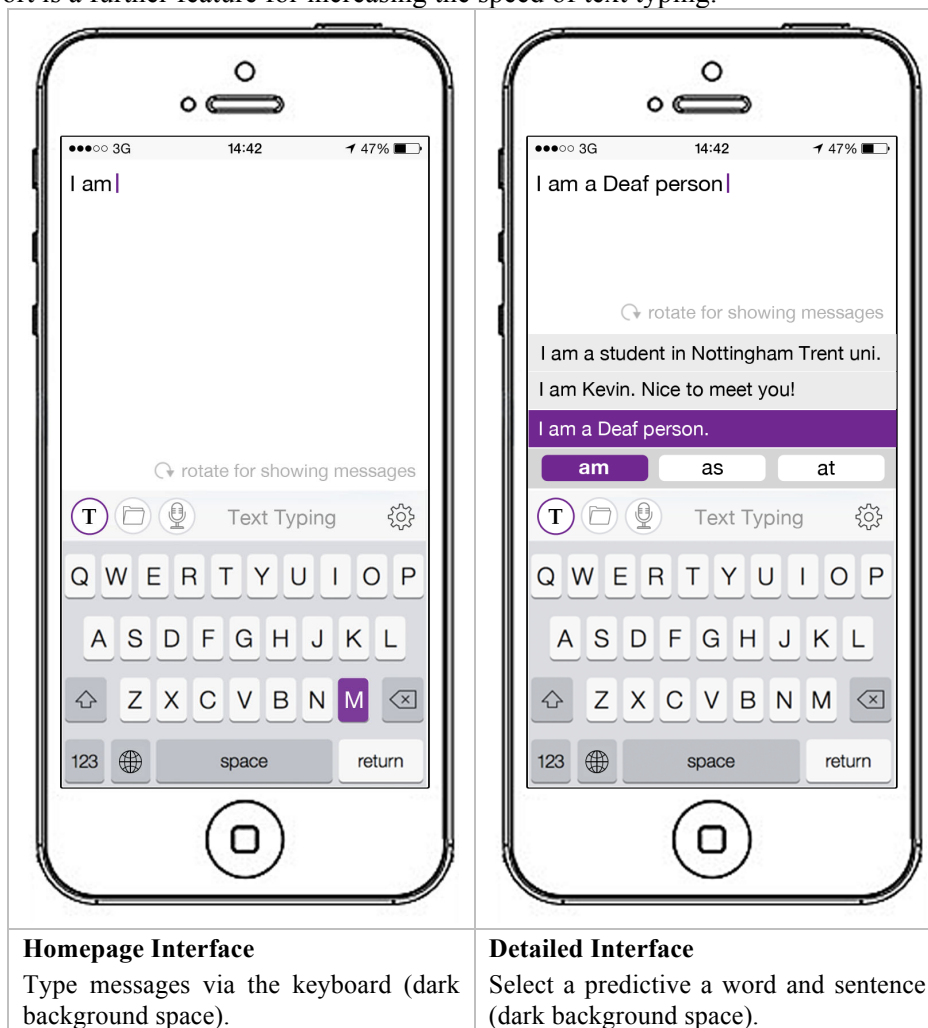 ort is a further feature for increasing the speed of text typing.
3G 14:42 47%
I am
rotate for showing messages
T Text Typing
Q W E R T Y U I O P
A S D F G H J K L
Z X C V B N M
123 space return
Homepage Interface
Type messages via the keyboard (dark
background space).
3G 14:42 47%
I am a Deaf person
rotate for showing messages
I am a student in Nottingham Trent uni.
I am Kevin. Nice to meet you!
I am a Deaf person.
am as at
T Text Typing
Q W E R T Y U I O P
A S D F G H J K L
Z X C V B N M
123 space return
Detailed Interface
Select a predictive a word and sentence
(dark background space).